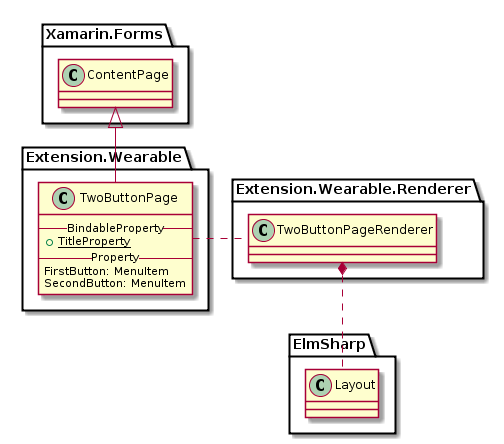 Xamarin.Forms
C ContentPage
Extension.Wearable
C TwoButtonPage
BindableProperty
TitleProperty
Property
FirstButton: MenuItem
SecondButton: MenuItem
Extension.Wearable.Renderer
C TwoButtonPageRenderer
ElmSharp
C Layout